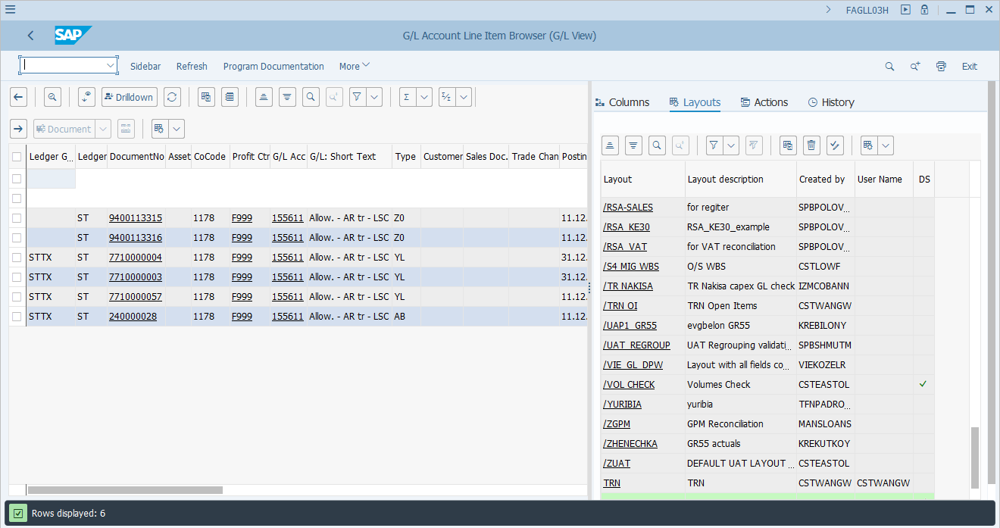 FAGLL03H
SAP G/L Account Line Item Browser (G/L View)
Sidebar Refresh Program Documentation More Exit
Drilldown
Document
Columns Layouts Actions History
Ledger G... Ledger DocumentNo Asset CoCode Profit Ctr G/L Acc G/L: Short Text Type Customer Sales Doc. Trade Chan Postin
ST 9400113315 1178 F999 155611 Allow. - AR tr - LSC Z0 11.12.
ST 9400113316 1178 F999 155611 Allow. - AR tr - LSC Z0 11.12.
STTX ST 7710000004 1178 F999 155611 Allow. - AR tr - LSC YL 31.12.
STTX ST 7710000003 1178 F999 155611 Allow. - AR tr - LSC YL 31.12.
STTX ST 7710000057 1178 F999 155611 Allow. - AR tr - LSC YL 11.12.
STTX ST 240000028 1178 F999 155611 Allow. - AR tr - LSC AB 11.12.
Layout Layout description Created by User Name DS
/RSA-SALES for regiter SPBPOLOV...
/RSA_KE30 RSA_KE30_example SPBPOLOV...
/RSA_VAT for VAT reconciliation SPBPOLOV...
/S4 MIG WBS O/S WBS CSTLOWF
/TR NAKISA TR Nakisa capex GL check IZMCOBANN
/TRN OI TRN Open Items CSTWANGW
/UAP1_GR55 evgbelon GR55 KREBILONY
/UAT_REGROUP UAT Regrouping validati... SPBSHMUTM
/VIE_GL_DPW Layout with all fields co... VIEKOZELR
/VOL CHECK Volumes Check CSTEASTOL
/YURIBIA yuribia TFNPADRO...
/ZGPM GPM Reconciliation MANSLOANS
/ZHENECHKA GR55 actuals KREKUTKOY
/ZUAT DEFAULT UAT LAYOUT ... CSTEASTOL
TRN TRN CSTWANGW CSTWANGW
Rows displayed: 6